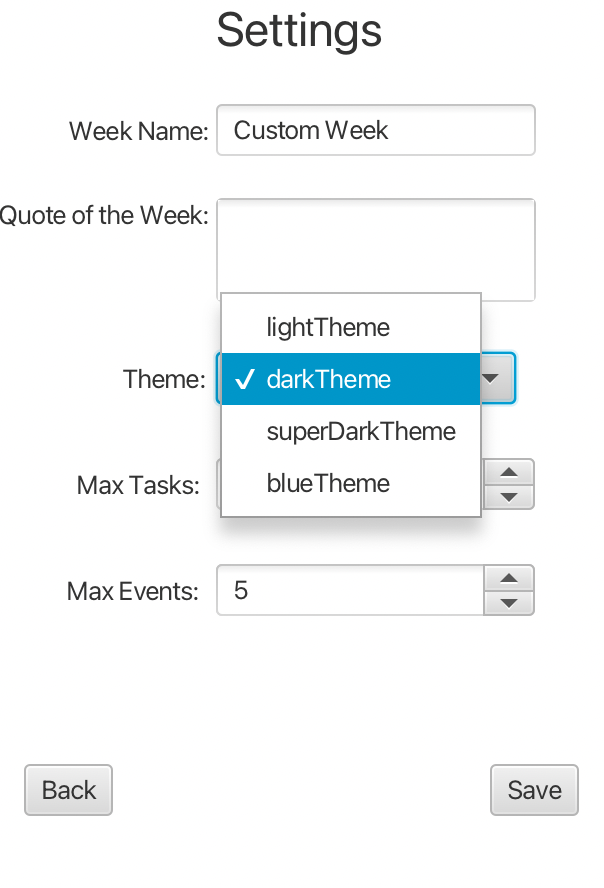 Settings
Week Name: Custom Week
Quote of the Week:
lightTheme
Theme: ✓ darkTheme
superDarkTheme
Max Tasks: blueTheme
Max Events: 5
Back Save